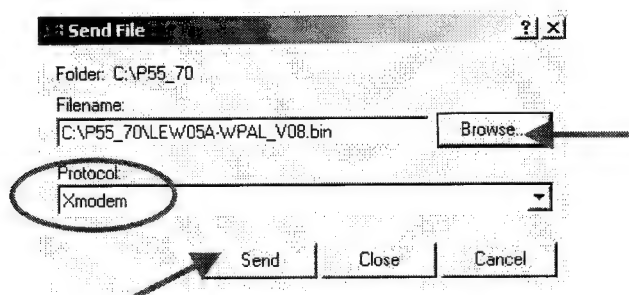 Send File
Folder: C:\P55_70
Filename:
C:\P55_70\LEW05A-WPAL_V08.bin
Browse...
Protocol:
Xmodem
Send Close Cancel